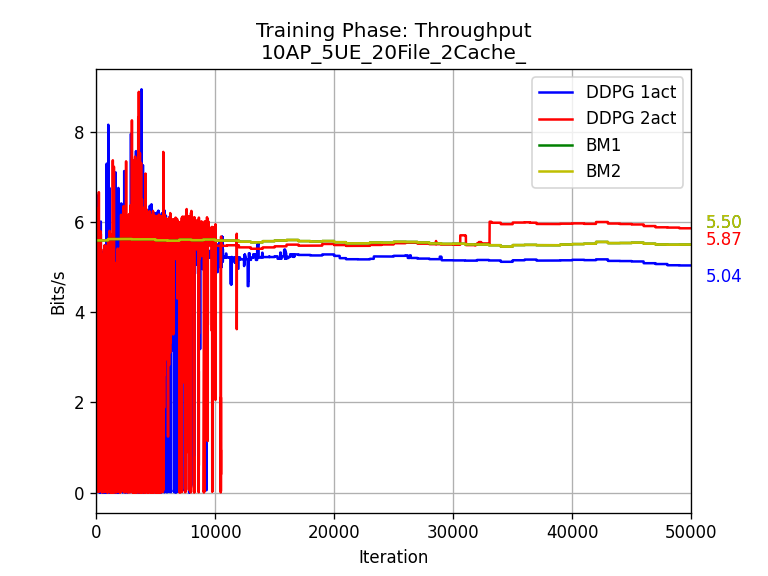 Training Phase: Throughput
10AP_5UE_20File_2Cache_
DDPG 1act
DDPG 2act
BM1
BM2
8
6
4
2
0
Bits/s
5.50
5.87
5.04
0
10000
20000
30000
40000
50000
Iteration